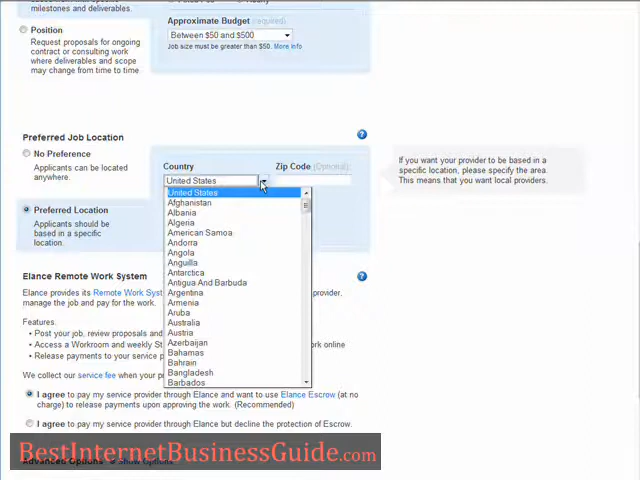 milestones and deliverables.
Approximate Budget (required)
Position
Between $50 and $500
Request proposals for ongoing
contract or consulting work
where deliverables and scope
may change from time to time.
Job size must be greater than $50. More info
Preferred Job Location
No Preference
Applicants can be located
anywhere.
Country
Zip Code (Optional)
United States
If you want your provider to be based in a
specific location, please specify the area.
This means that you want local providers.
Preferred Location
Applicants should be
based in a specific
location.
United States
Afghanistan
Albania
Algeria
American Samoa
Andorra
Angola
Anguilla
Antarctica
Antigua And Barbuda
Argentina
Armenia
Aruba
Australia
Austria
Azerbaijan
Bahamas
Bahrain
Bangladesh
Barbados
Elance Remote Work System
Elance provides its Remote Work Syst provider,
manage the job and pay for the work.
Features.
• Post your job, review proposals and
• Access a Workroom and weekly St work online
• Release payments to your service p
We collect our service fee when your p
I agree to pay my service provider through Elance and want to use Elance Escrow (at no
charge) to release payments upon approving the work. (Recommended)
I agree to pay my service provider through Elance but decline the protection of Escrow.
BestInternetBusinessGuide.com
Advanced Options Show Options